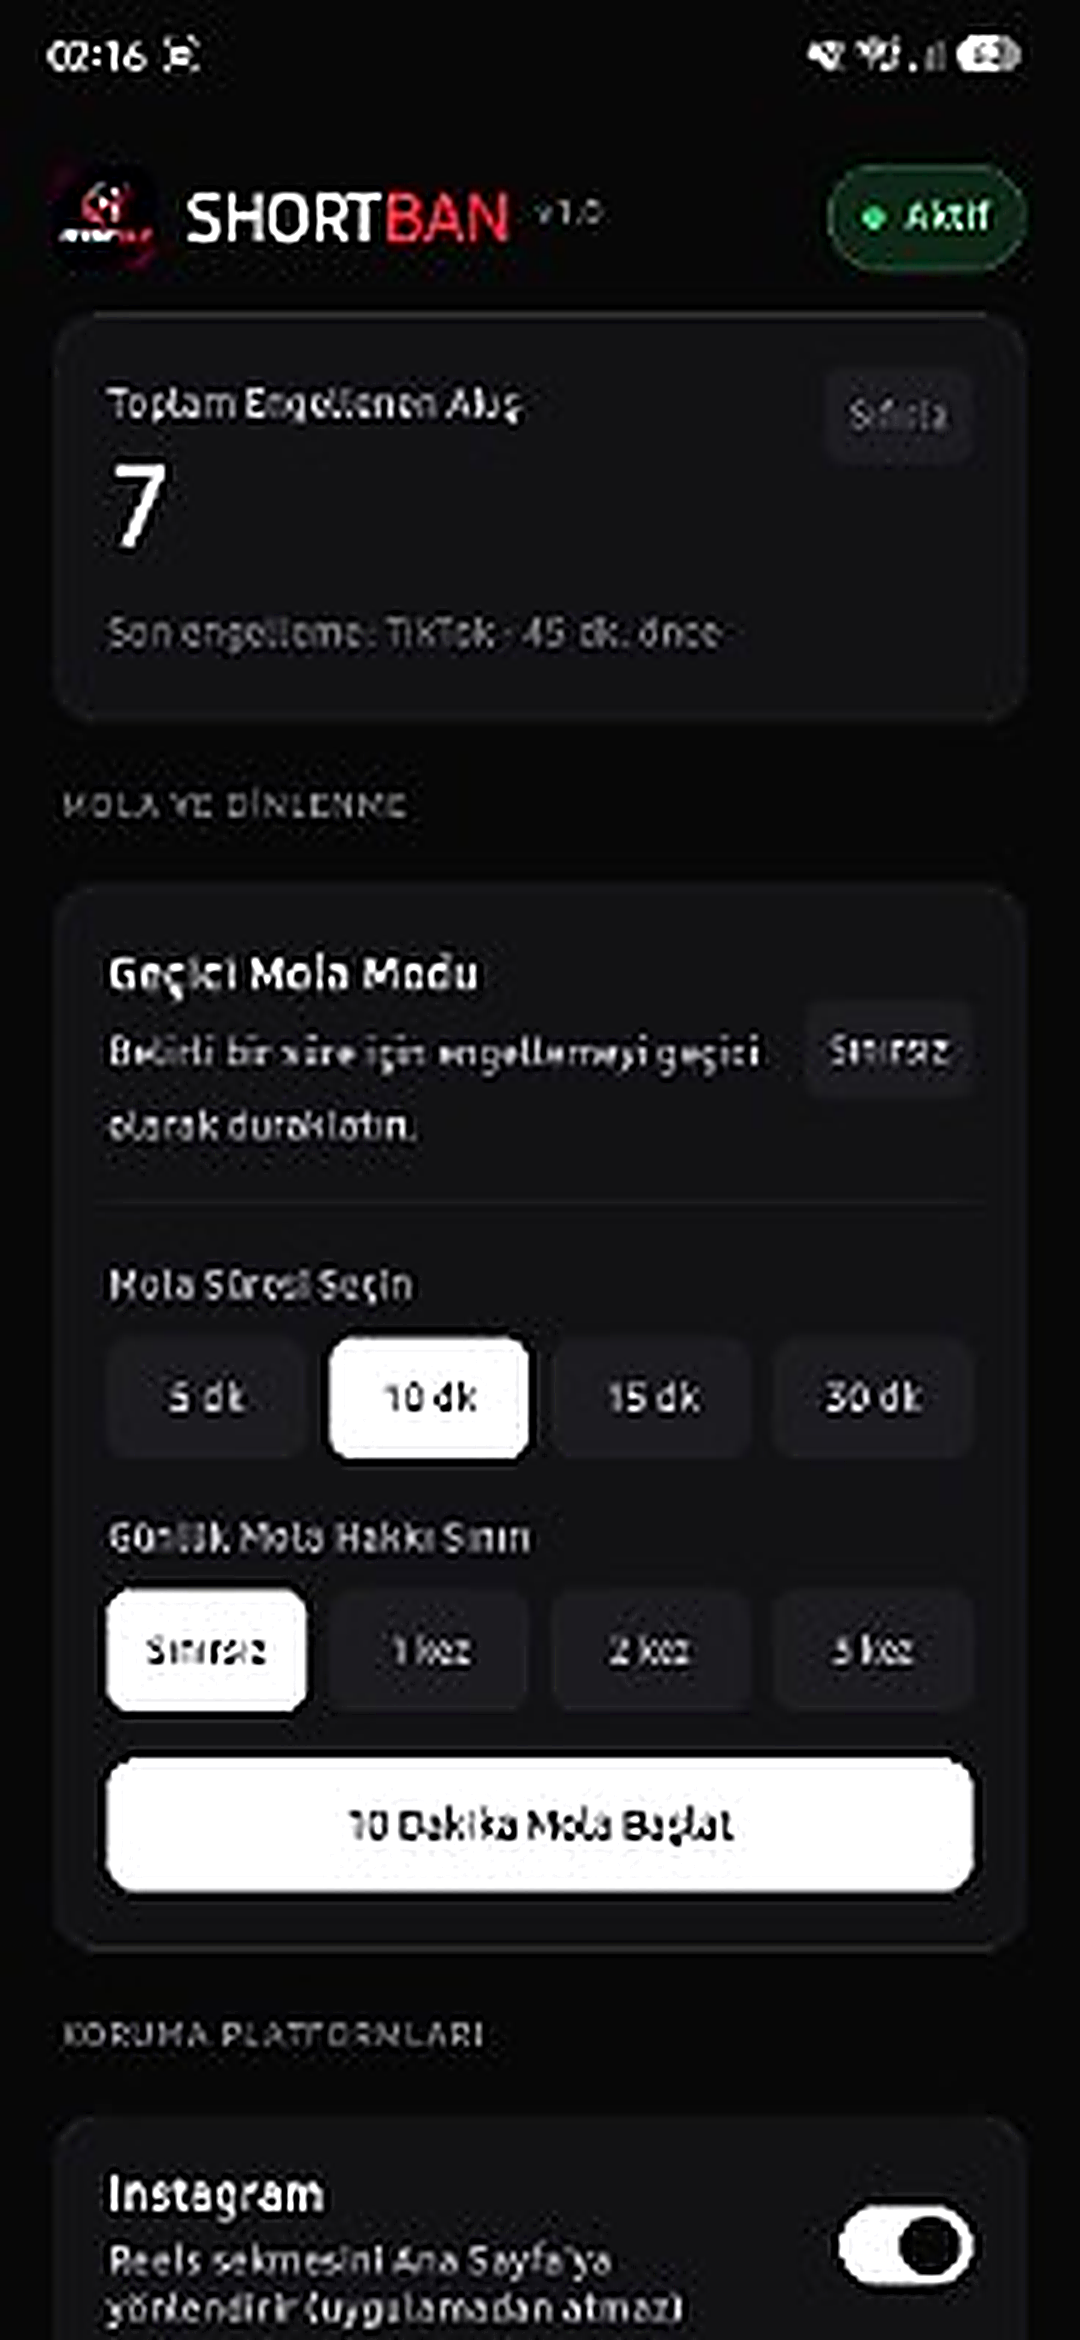 02:16
SHORTBAN v1.0
Aktif
Toplam Engellenen Akış
Sıfırla
7
Son engelleme: TikTok · 45 dk. önce
MOLA VE DİNLENME
Geçici Mola Modu
Belirli bir süre için engellemeyi geçici
olarak duraklatın.
Sınırsız
Mola Süresi Seçin
5 dk
10 dk
15 dk
30 dk
Günlük Mola Hakkı Sınırı
Sınırsız
1 kez
2 kez
3 kez
10 Dakika Mola Başlat
KORUMA PLATFORMLARI
Instagram
Reels sekmesini Ana Sayfa'ya
yönlendirir (uygulamadan atmaz)